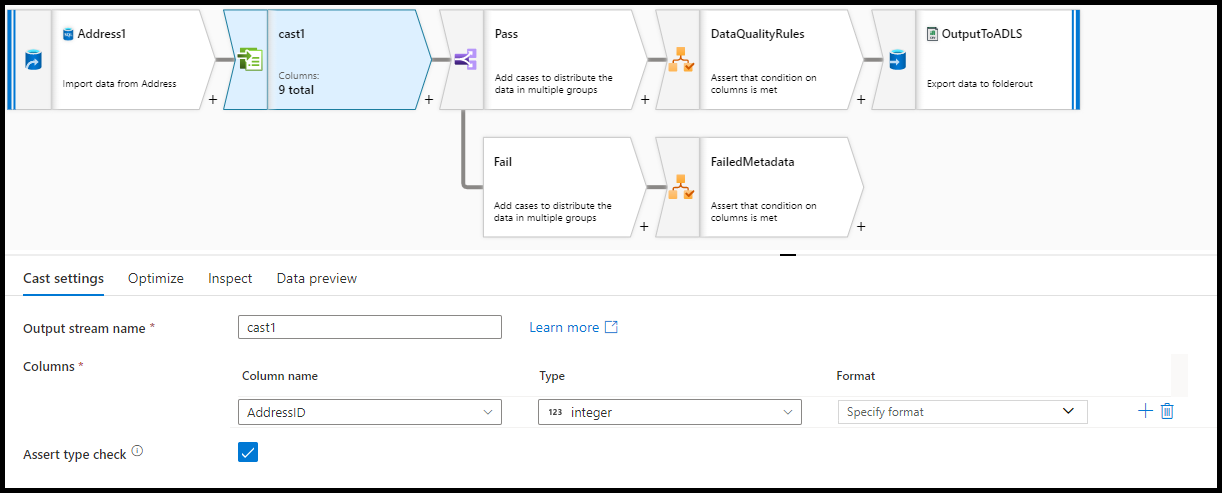 Address1
Import data from Address
+
cast1
Columns:
9 total
+
Pass
Add cases to distribute the
data in multiple groups
+
DataQualityRules
Assert that condition on
columns is met
+
OutputToADLS
Export data to folderout
Fail
Add cases to distribute the
data in multiple groups
+
FailedMetadata
Assert that condition on
columns is met
+
Cast settings Optimize Inspect Data preview
Output stream name * cast1 Learn more
Columns *
Column name Type Format
AddressID 123 integer Specify format
Assert type check